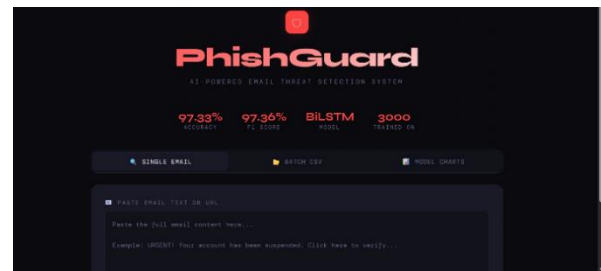 PhishGuard
AI-POWERED EMAIL THREAT DETECTION SYSTEM
97.33% 97.36% BiLSTM 3000
ACCURACY F1 SCORE MODEL TRAINED ON
SINGLE EMAIL BATCH CSV MODEL CHARTS
PASTE EMAIL TEXT OR URL
Paste the full email content here...
Example: URGENT! Your account has been suspended. Click here to verify...